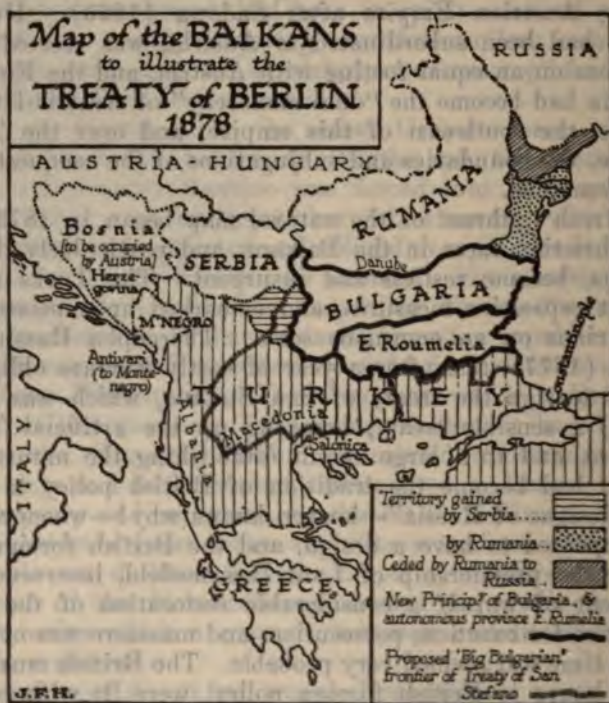 Map of the BALKANS
to illustrate the
TREATY of BERLIN
1878
RUSSIA
AUSTRIA-HUNGARY
RUMANIA
Bosnia
[to be occupied
by Austria]
Herze-
govina
SERBIA
Danube
BULGARIA
Mᵀ NEGRO
E. Roumelia
Antivari
(to Monte-
negro)
Constantinople
TURKEY
ITALY
Albania
Macedonia
Salonica
GREECE
Territory gained
by Serbia....
by Rumania
Ceded by Rumania to
Russia
New Principᵗʸ of Bulgaria, &
autonomous province E. Rumelia
Proposed "Big Bulgarian"
frontier of Treaty of San
Stefano
J.F.H.